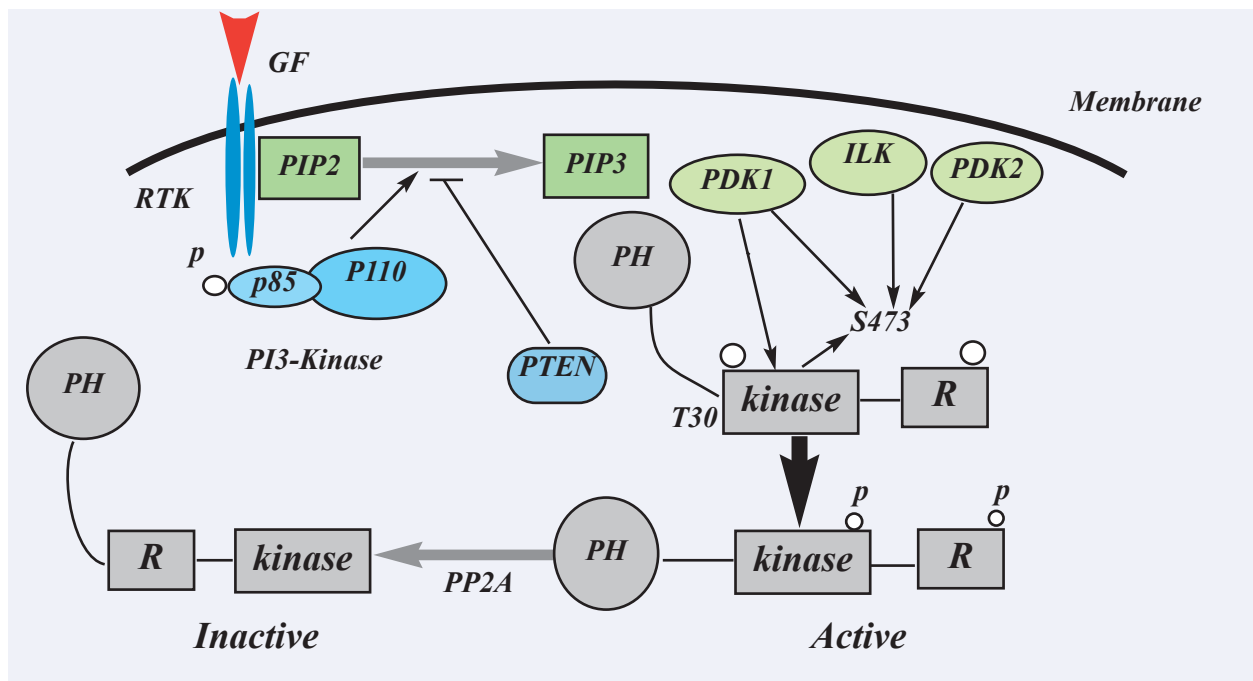 GF
Membrane
PIP2
PIP3
PDK1
ILK
PDK2
RTK
p
p85
P110
PH
S473
PI3-Kinase
PTEN
PH
T30
kinase
R
p
p
R
kinase
PP2A
PH
kinase
R
Inactive
Active